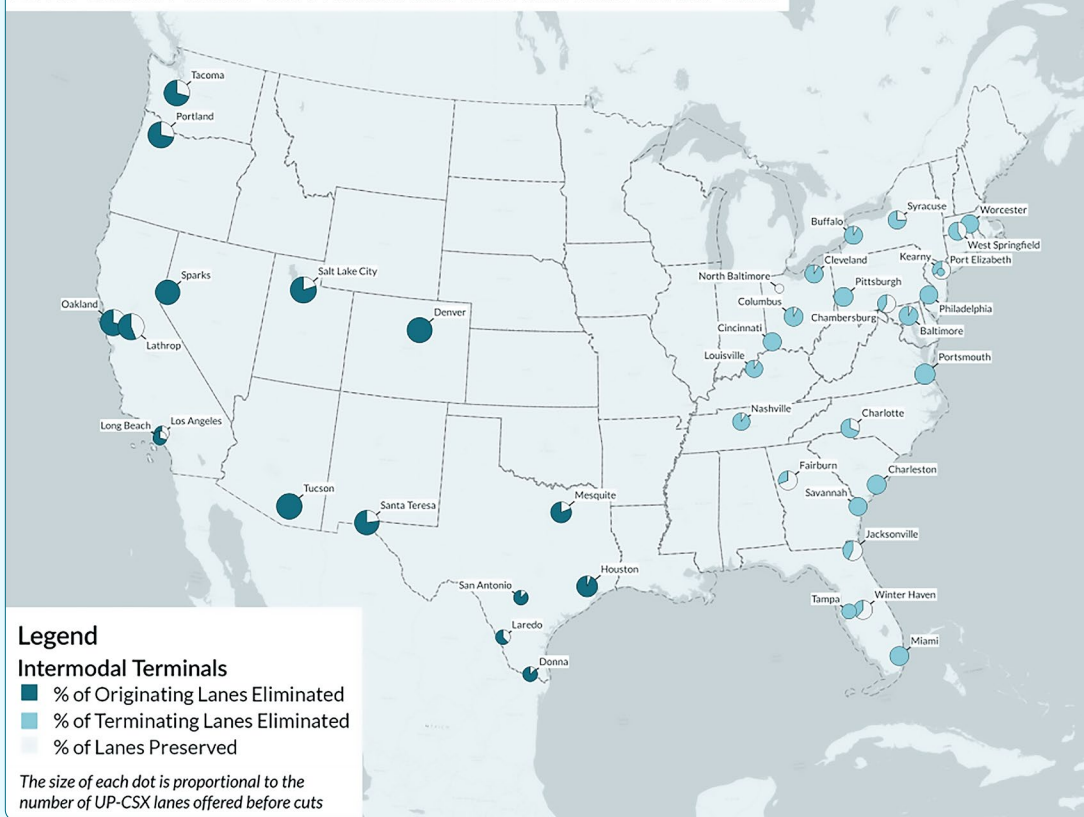 Tacoma
Portland
Syracuse
Worcester
Buffalo
West Springfield
Kearny
Port Elizabeth
Cleveland
Salt Lake City
Sparks
North Baltimore
Pittsburgh
Oakland
Columbus
Denver
Philadelphia
Chambersburg
Cincinnati
Baltimore
Lathrop
Louisville
Portsmouth
Nashville
Charlotte
Long Beach
Los Angeles
Fairburn
Charleston
Tucson
Savannah
Mesquite
Santa Teresa
Jacksonville
Houston
San Antonio
Winter Haven
Tampa
Laredo
Miami
Donna
Legend
Intermodal Terminals
% of Originating Lanes Eliminated
% of Terminating Lanes Eliminated
% of Lanes Preserved
The size of each dot is proportional to the
number of UP-CSX lanes offered before cuts